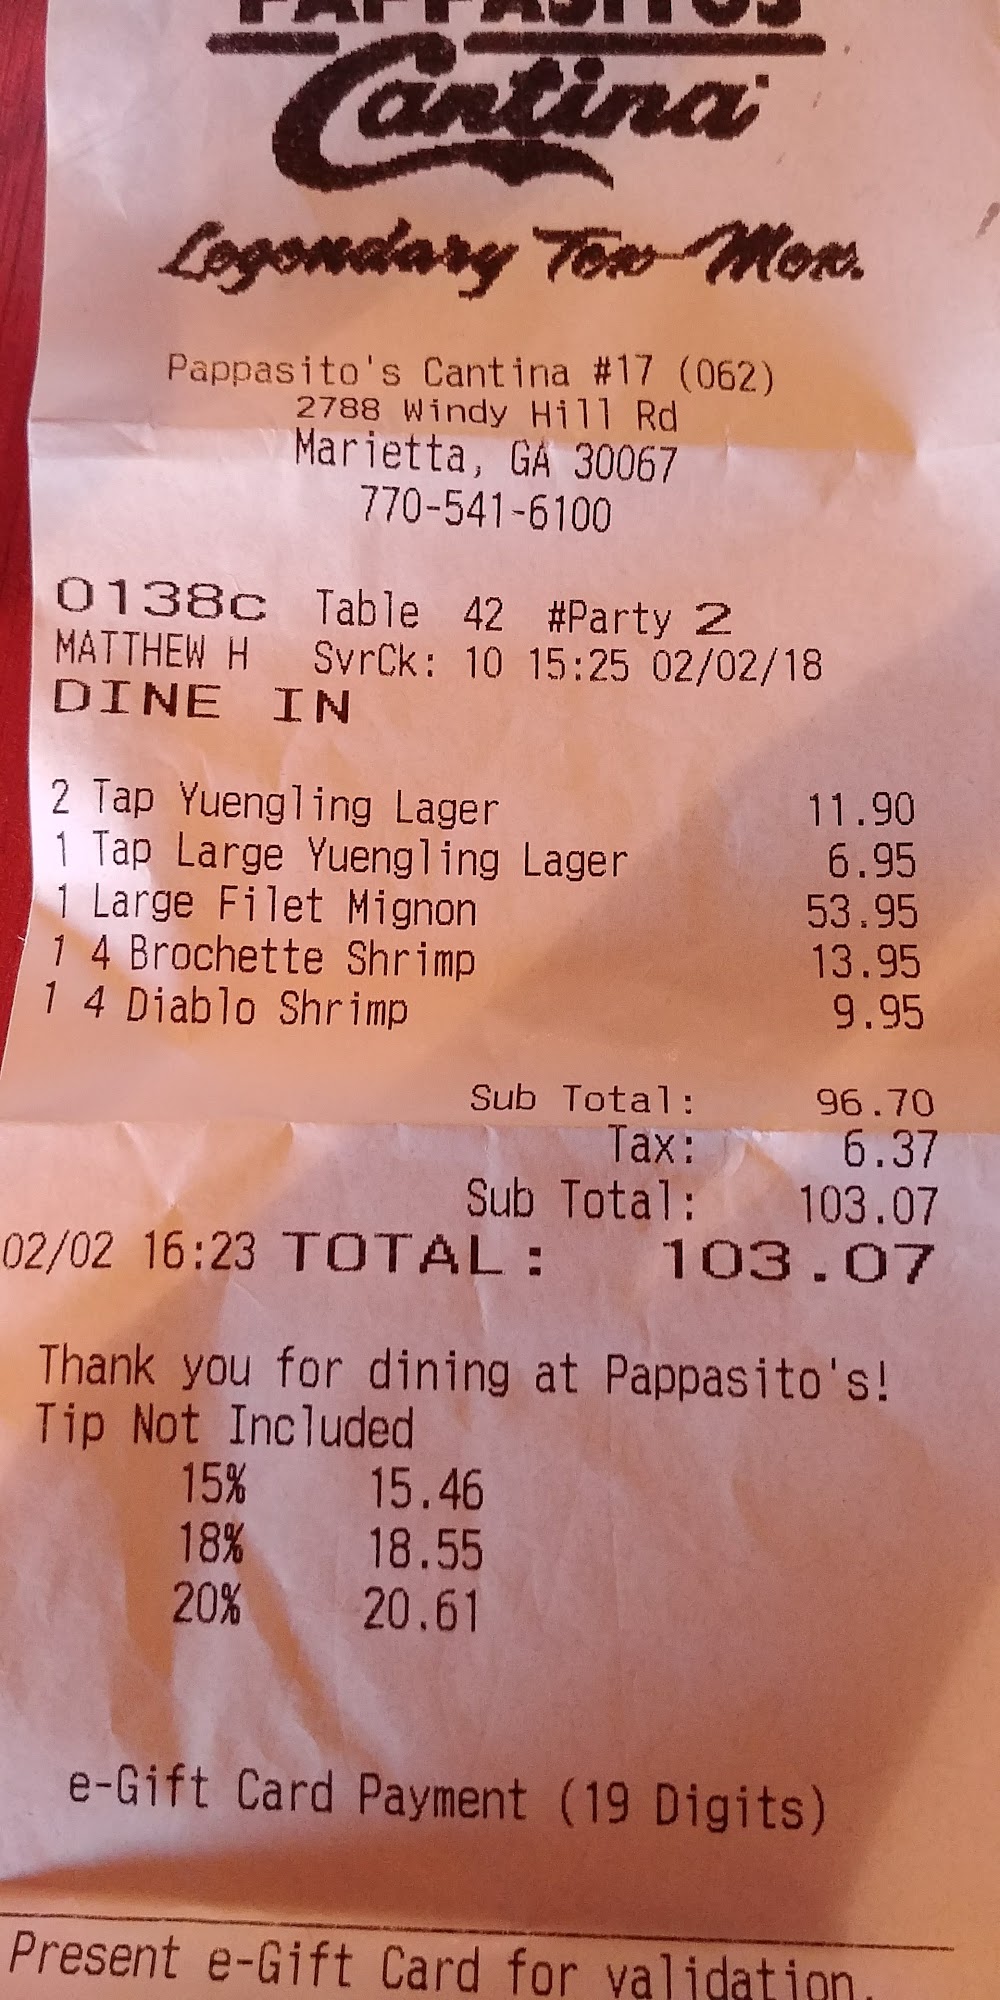 PAPPASITO'S
Cantina
Legendary Tex-Mex.
Pappasito's Cantina #17 (062)
2788 Windy Hill Rd
Marietta, GA 30067
770-541-6100
0138c Table 42 #Party 2
MATTHEW H SvrCk: 10 15:25 02/02/18
DINE IN
2 Tap Yuengling Lager 11.90
1 Tap Large Yuengling Lager 6.95
1 Large Filet Mignon 53.95
1 4 Brochette Shrimp 13.95
1 4 Diablo Shrimp 9.95
Sub Total: 96.70
Tax: 6.37
Sub Total: 103.07
02/02 16:23 TOTAL: 103.07
Thank you for dining at Pappasito's!
Tip Not Included
15% 15.46
18% 18.55
20% 20.61
e-Gift Card Payment (19 Digits)
Present e-Gift Card for validation.